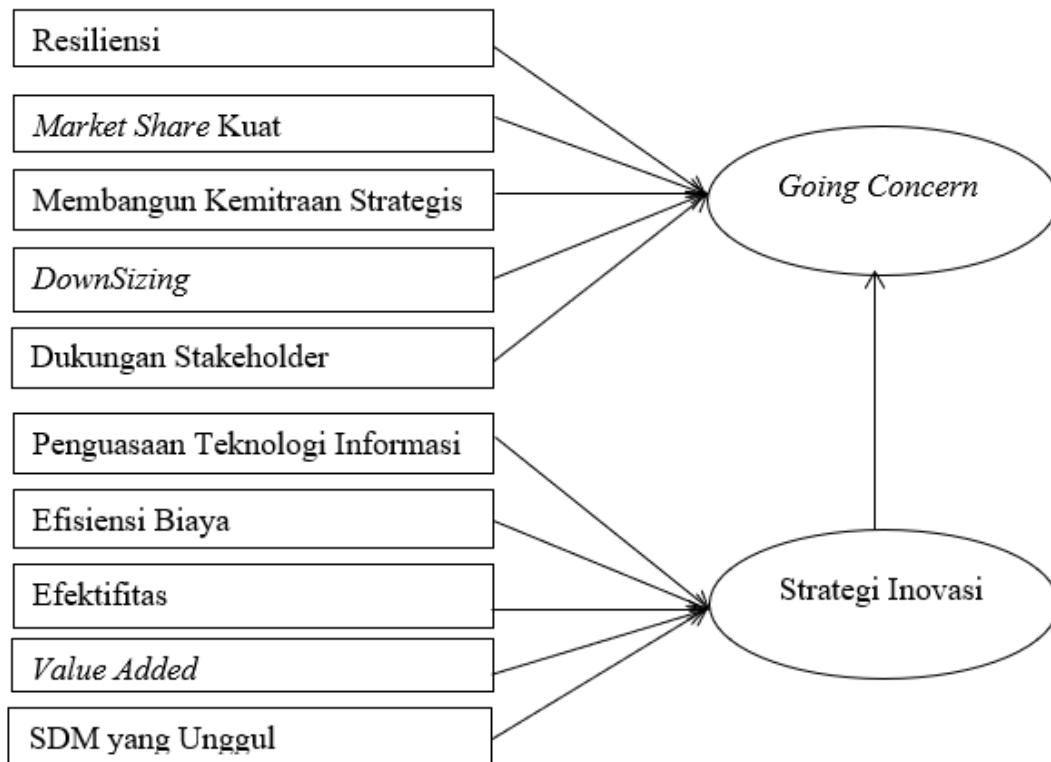 Resiliensi
Market Share Kuat
Membangun Kemitraan Strategis
DownSizing
Dukungan Stakeholder
Penguasaan Teknologi Informasi
Efisiensi Biaya
Efektifitas
Value Added
SDM yang Unggul
Going Concern
Strategi Inovasi